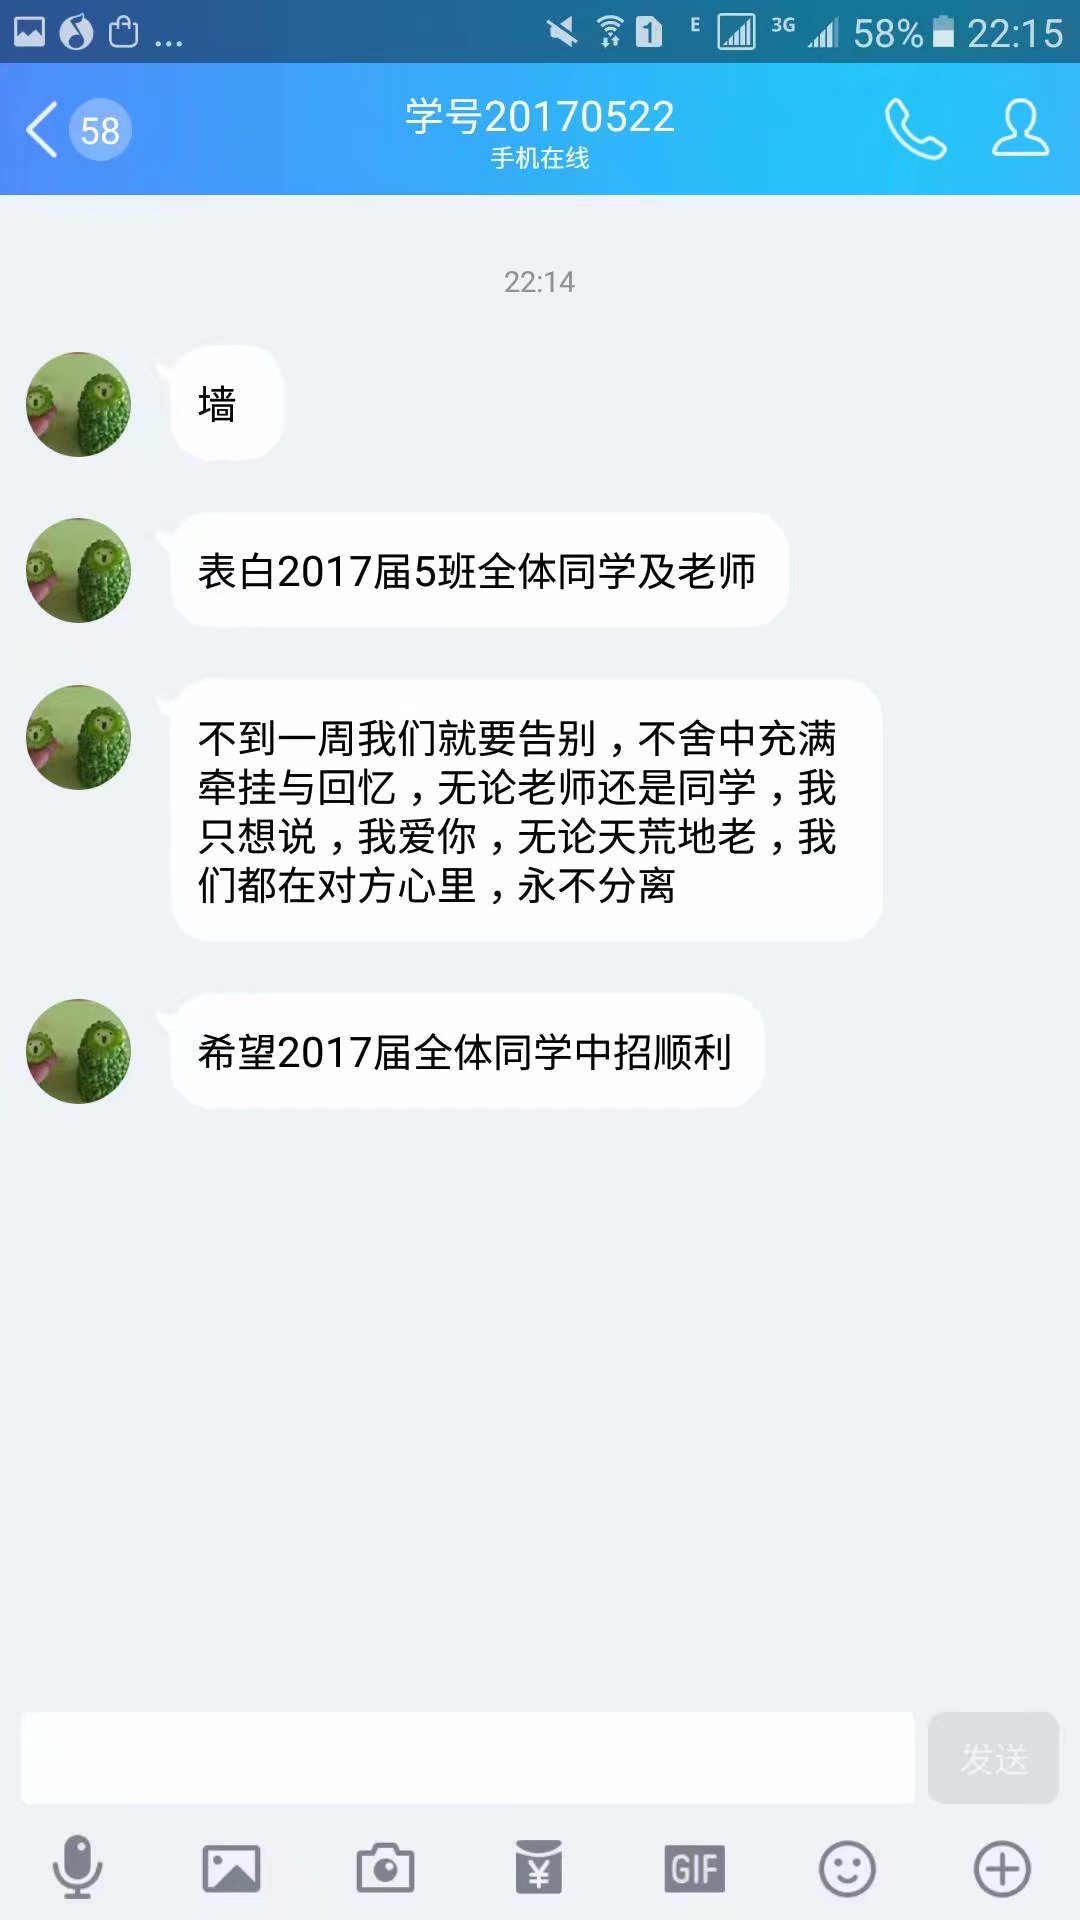 ... 1 E 3G 58% 22:15
58 学号20170522
手机在线
22:14
墙
表白2017届5班全体同学及老师
不到一周我们就要告别，不舍中充满
牵挂与回忆，无论老师还是同学，我
只想说，我爱你，无论天荒地老，我
们都在对方心里，永不分离
希望2017届全体同学中招顺利
发送
¥ GIF